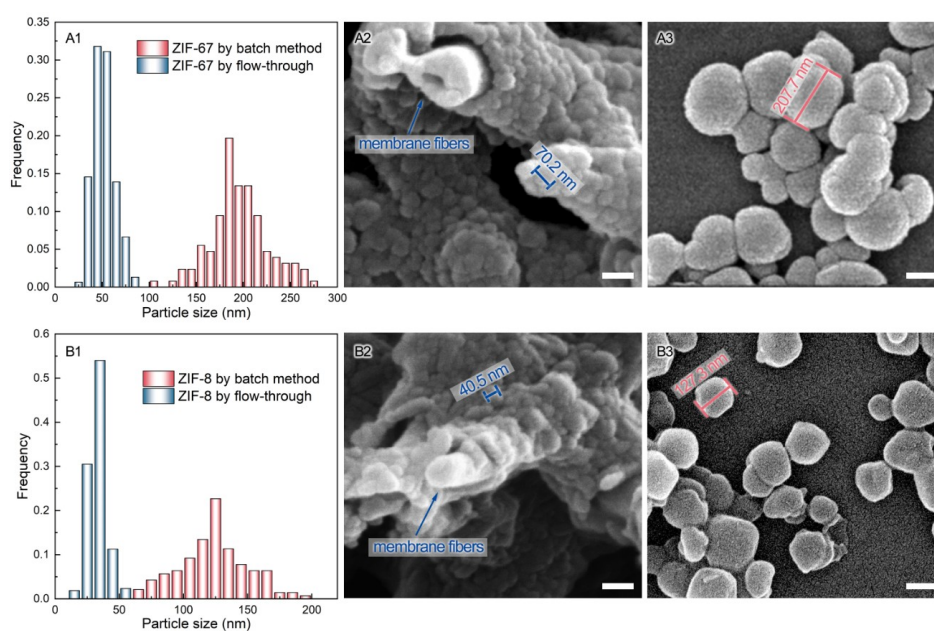 A1
ZIF-67 by batch method
ZIF-67 by flow-through
Frequency
0.35
0.30
0.25
0.20
0.15
0.10
0.05
0.00
0 50 100 150 200 250 300
Particle size (nm)
A2
membrane fibers
70.2 nm
A3
207.7 nm
B1
ZIF-8 by batch method
ZIF-8 by flow-through
Frequency
0.6
0.5
0.4
0.3
0.2
0.1
0.0
0 50 100 150 200
Particle size (nm)
B2
40.5 nm
membrane fibers
B3
127.3 nm